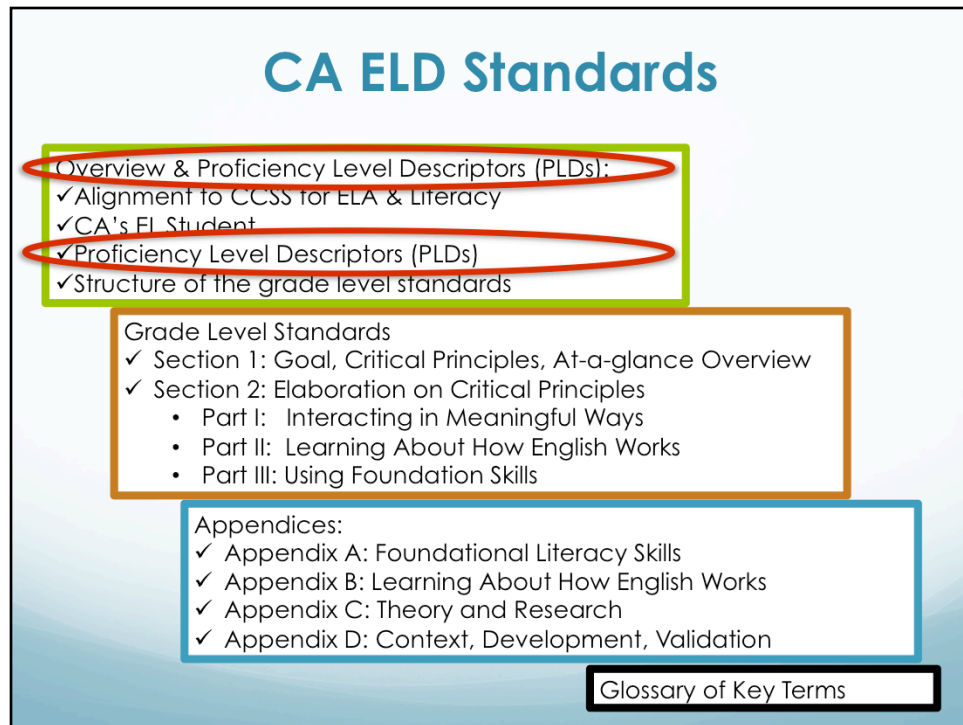 CA ELD Standards
Overview & Proficiency Level Descriptors (PLDs):
✓Alignment to CCSS for ELA & Literacy
✓CA's EL Student
✓Proficiency Level Descriptors (PLDs)
✓Structure of the grade level standards
Grade Level Standards
✓ Section 1: Goal, Critical Principles, At-a-glance Overview
✓ Section 2: Elaboration on Critical Principles
• Part I: Interacting in Meaningful Ways
• Part II: Learning About How English Works
• Part III: Using Foundation Skills
Appendices:
✓ Appendix A: Foundational Literacy Skills
✓ Appendix B: Learning About How English Works
✓ Appendix C: Theory and Research
✓ Appendix D: Context, Development, Validation
Glossary of Key Terms